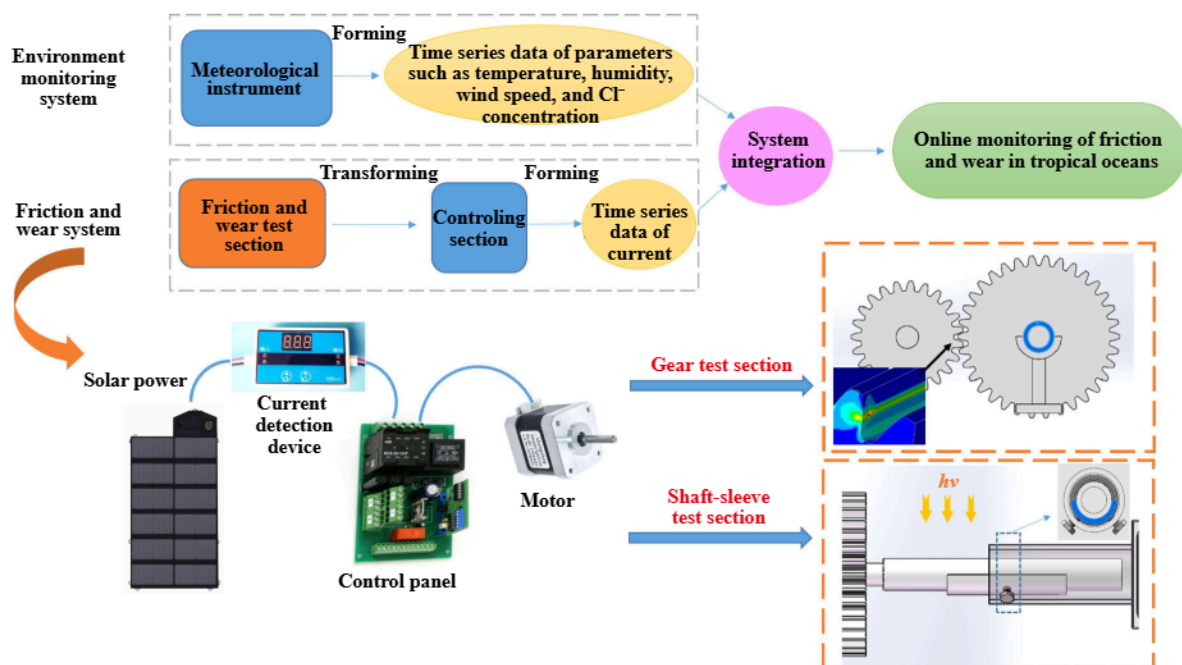 Environment
monitoring
system
Forming
Meteorological
instrument
Time series data of parameters
such as temperature, humidity,
wind speed, and Cl⁻
concentration
System
integration
Online monitoring of friction
and wear in tropical oceans
Friction and
wear system
Transforming
Forming
Friction and
wear test
section
Controling
section
Time series
data of
current
Solar power
Current
detection
device
Control panel
Motor
Gear test section
Shaft-sleeve
test section
hv